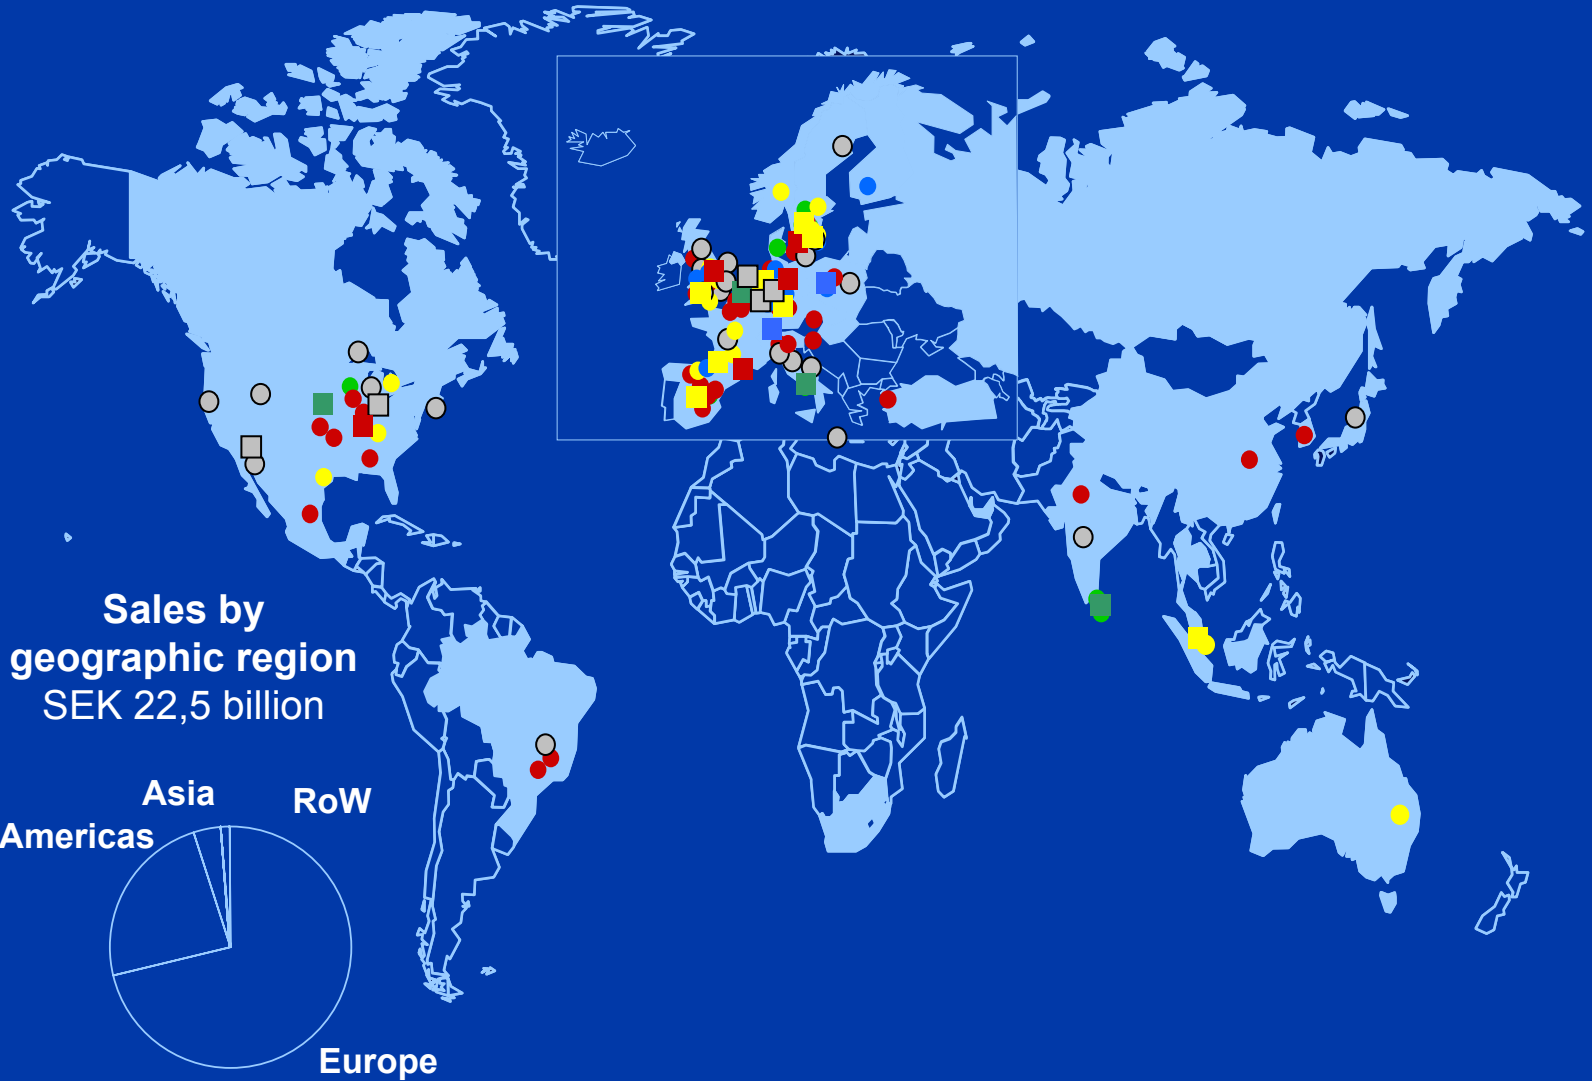 Sales by
geographic region
SEK 22,5 billion
Asia
RoW
Americas
Europe